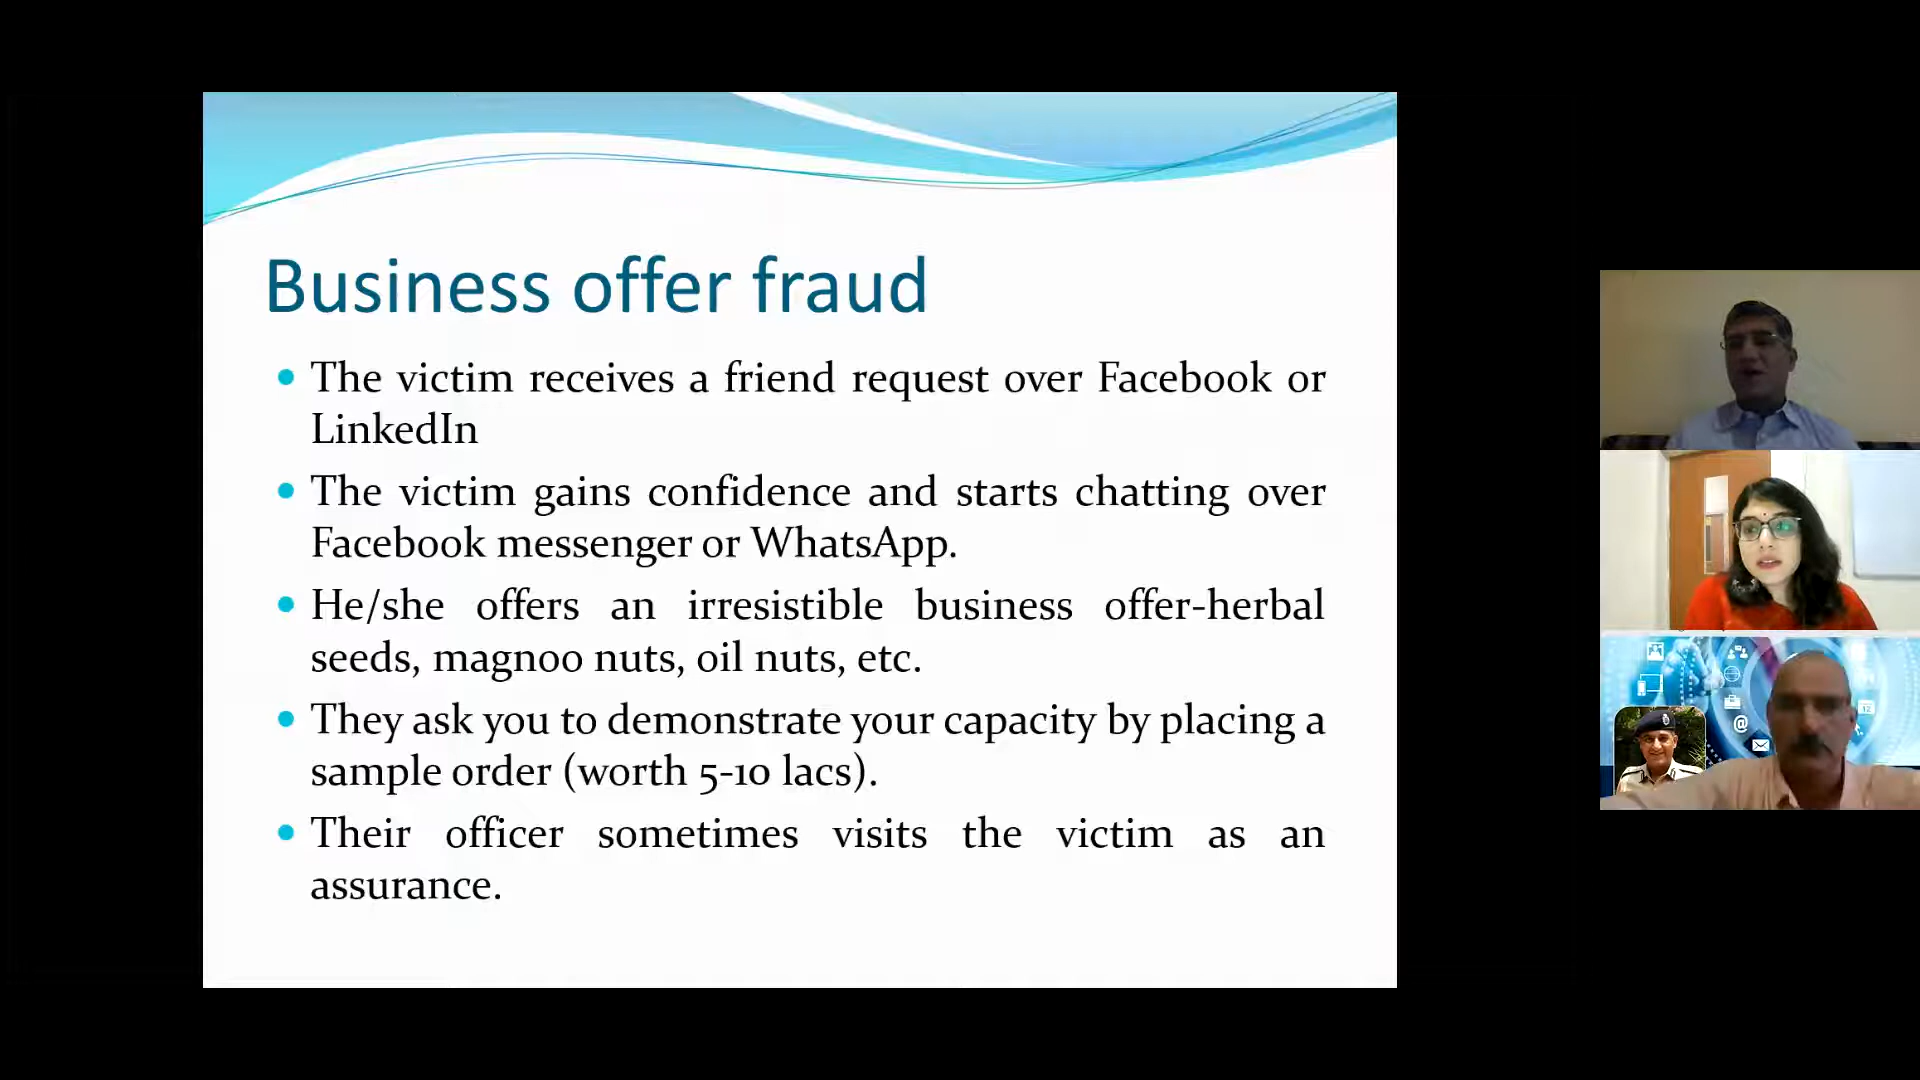 Business offer fraud
The victim receives a friend request over Facebook or
LinkedIn
The victim gains confidence and starts chatting over
Facebook messenger or WhatsApp.
He/she offers an irresistible business offer-herbal
seeds, magnoo nuts, oil nuts, etc.
They ask you to demonstrate your capacity by placing a
sample order (worth 5-10 lacs).
Their officer sometimes visits the victim as an
assurance.